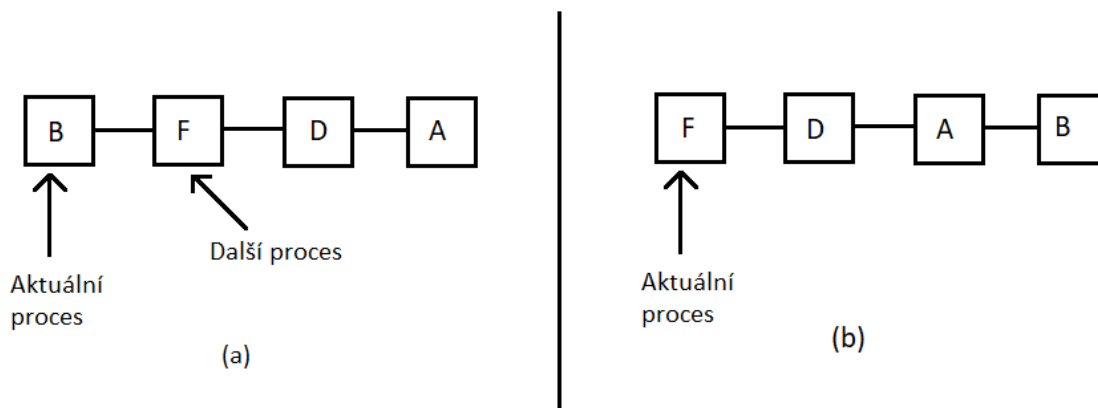 B F D A
Další proces
Aktuální
proces
(a)
F D A B
Aktuální
proces
(b)